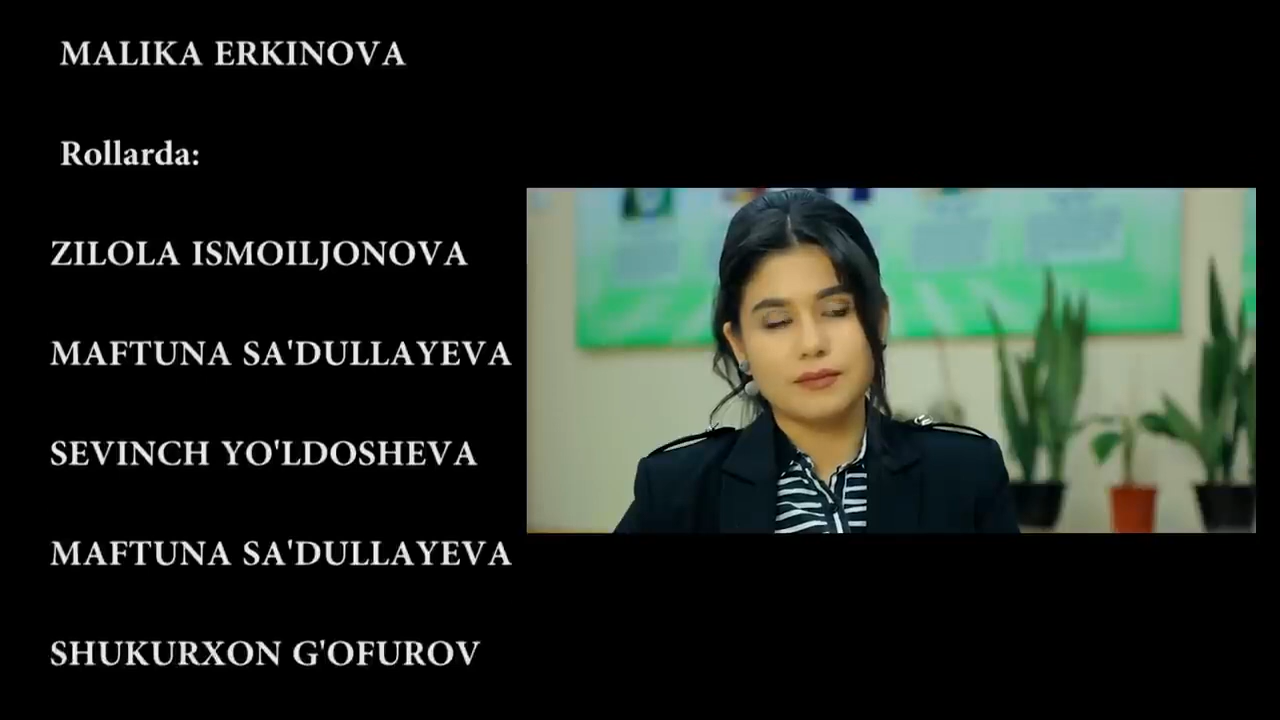 MALIKA ERKINOVA
Rollarda:
ZILOLA ISMOILJONOVA
MAFTUNA SA'DULLAYEVA
SEVINCH YO'LDOSHEVA
MAFTUNA SA'DULLAYEVA
SHUKURXON G'OFUROV